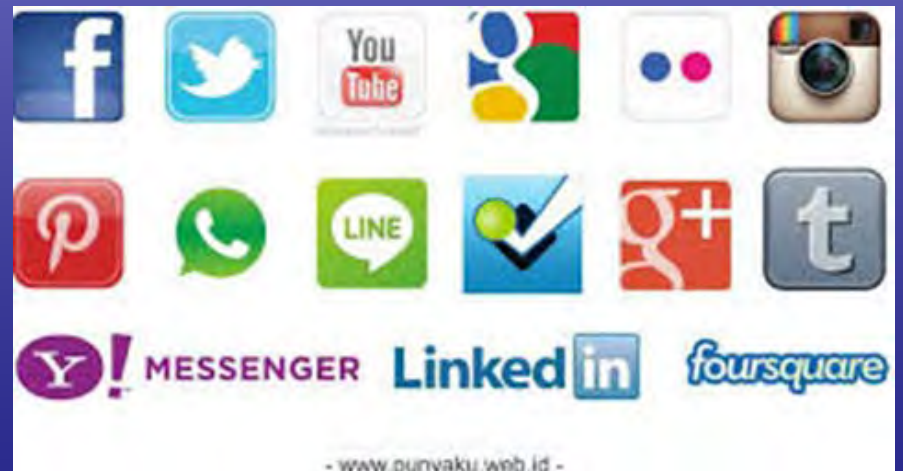 f You Tube g
p LINE g+ t
Y! MESSENGER Linked in foursquare
- www.punyaku.web.id -